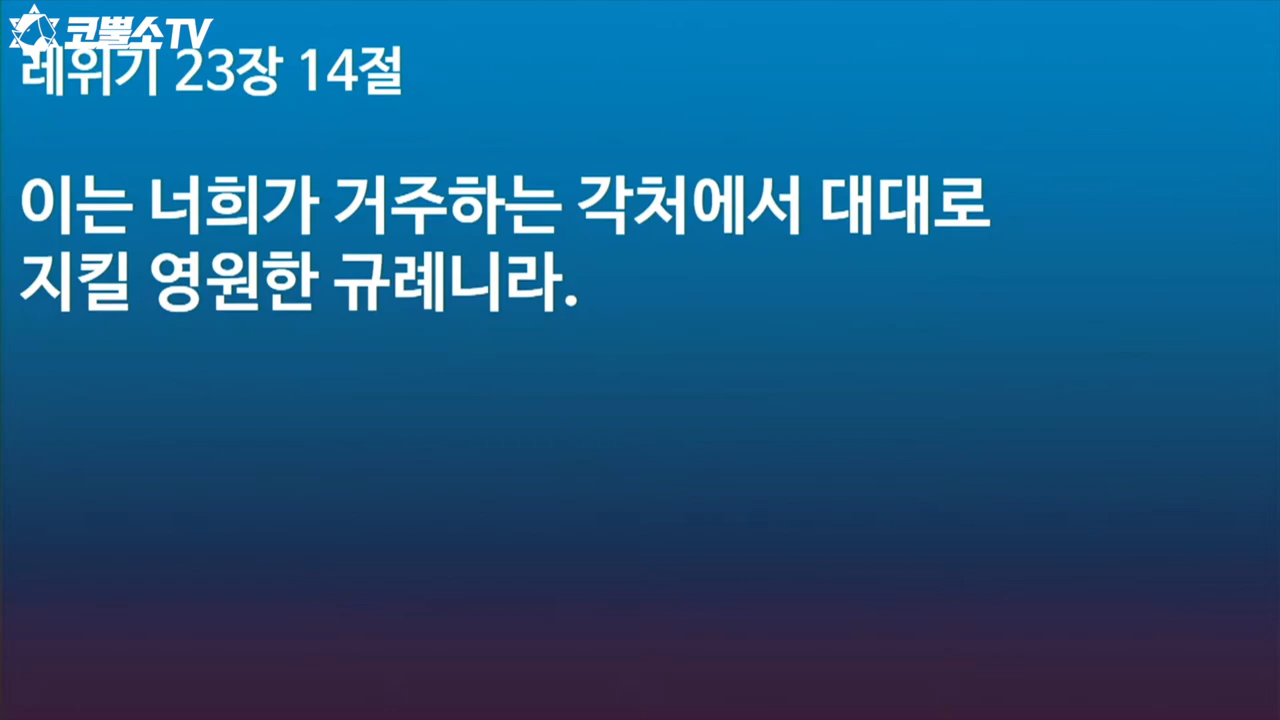 코뿔소TV
레위기 23장 14절
이는 너희가 거주하는 각처에서 대대로
지킬 영원한 규례니라.